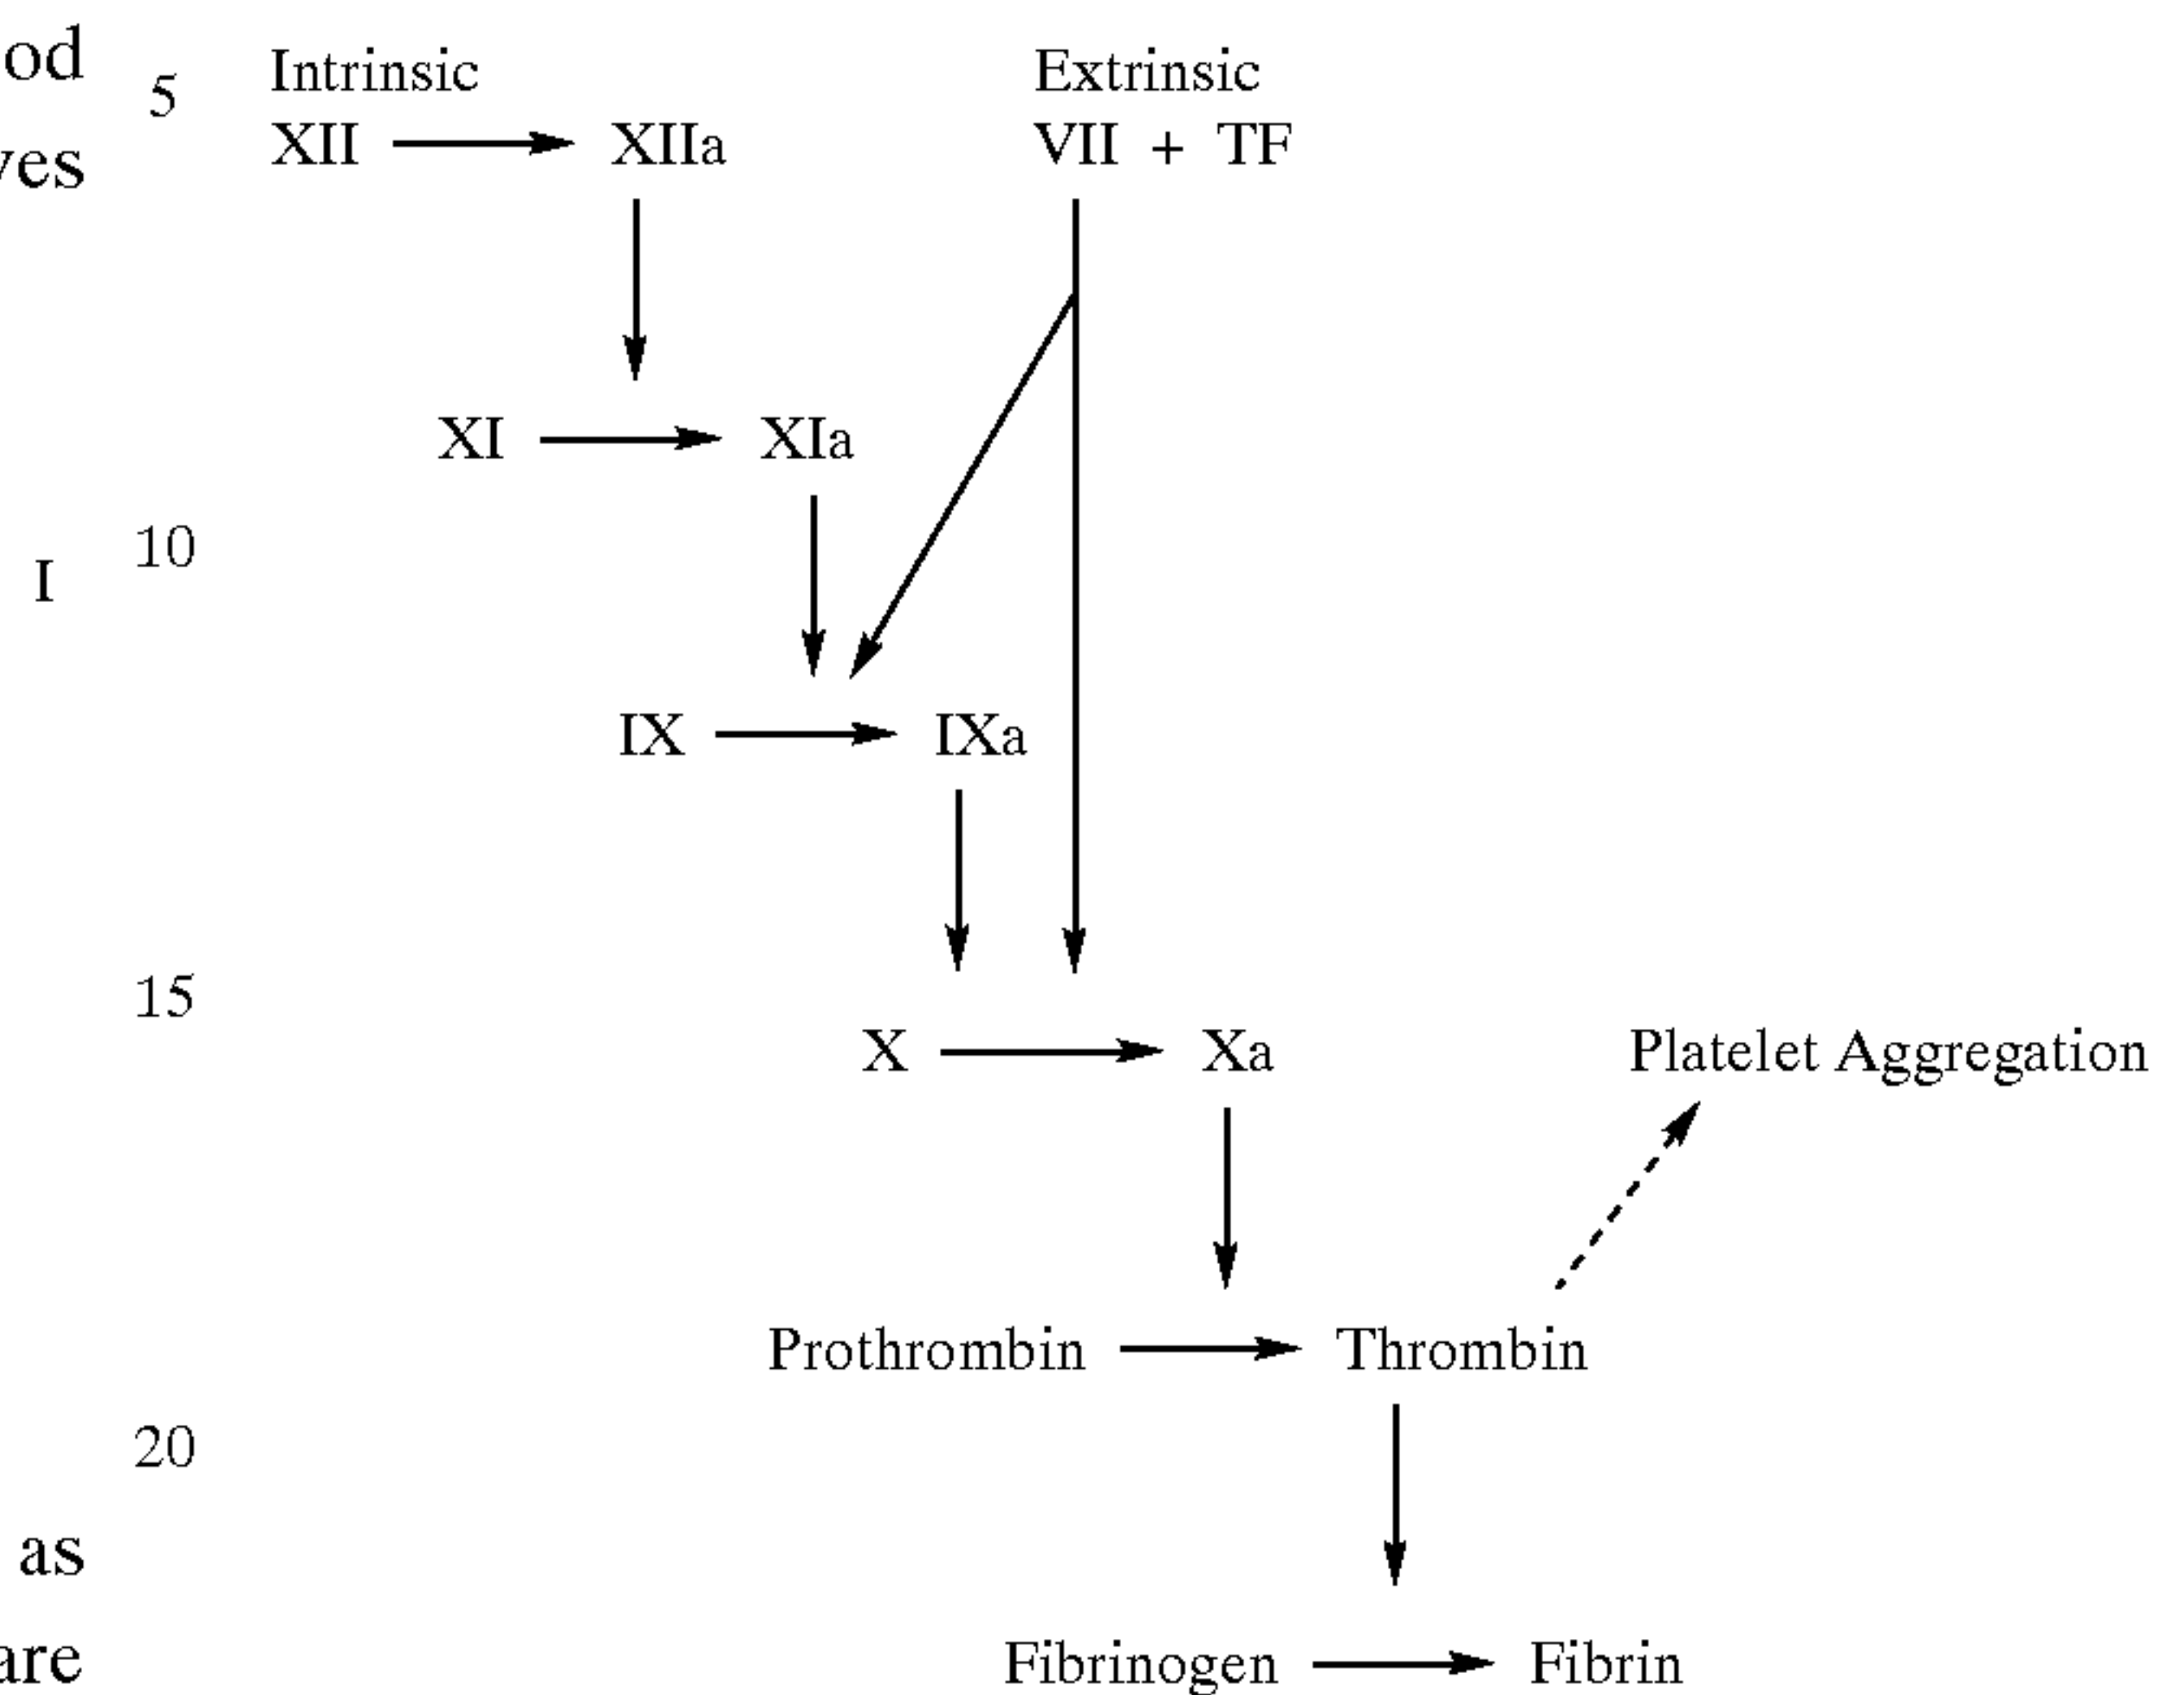 od
5 Intrinsic Extrinsic
XII XIIa VII + TF
ves
XI XIa
10
I
IX IXa
15
X Xa Platelet Aggregation
Prothrombin Thrombin
20
as
Fibrinogen Fibrin
are